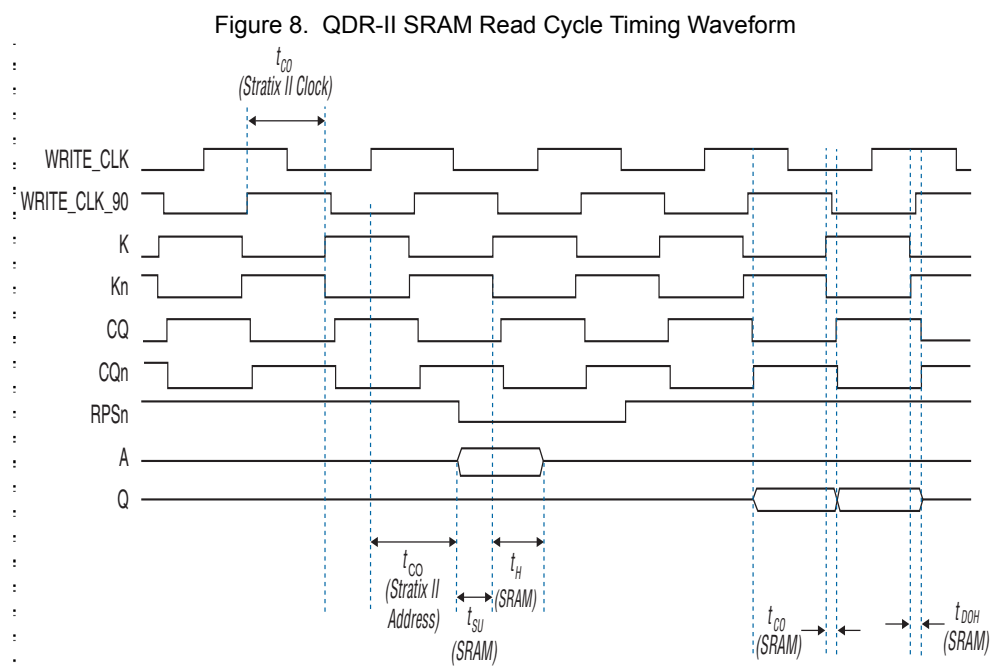 Figure 8. QDR-II SRAM Read Cycle Timing Waveform
tCO
(Stratix II Clock)
WRITE_CLK
WRITE_CLK_90
K
Kn
CQ
CQn
RPSn
A
Q
tCO
(Stratix II
Address)
tSU
(SRAM)
tH
(SRAM)
tCO
(SRAM)
tDOH
(SRAM)